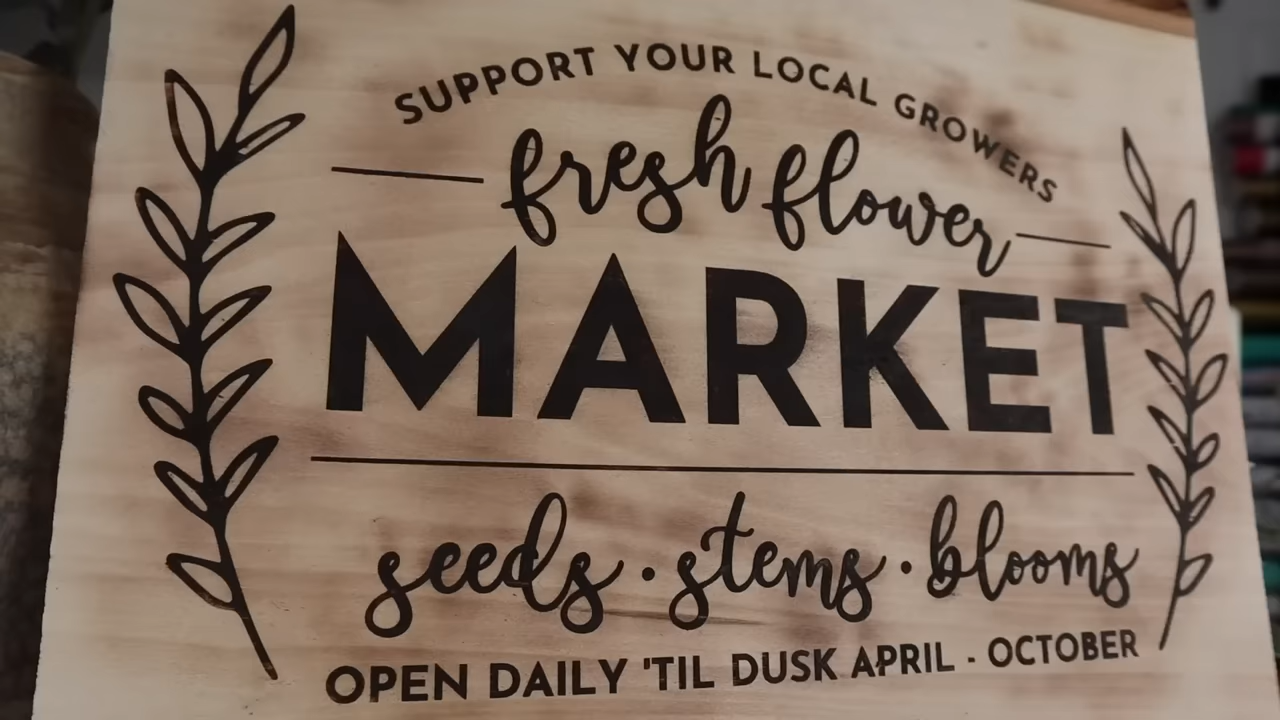 SUPPORT YOUR LOCAL GROWERS
fresh flower
MARKET
seeds · stems · blooms
OPEN DAILY 'TIL DUSK APRIL - OCTOBER